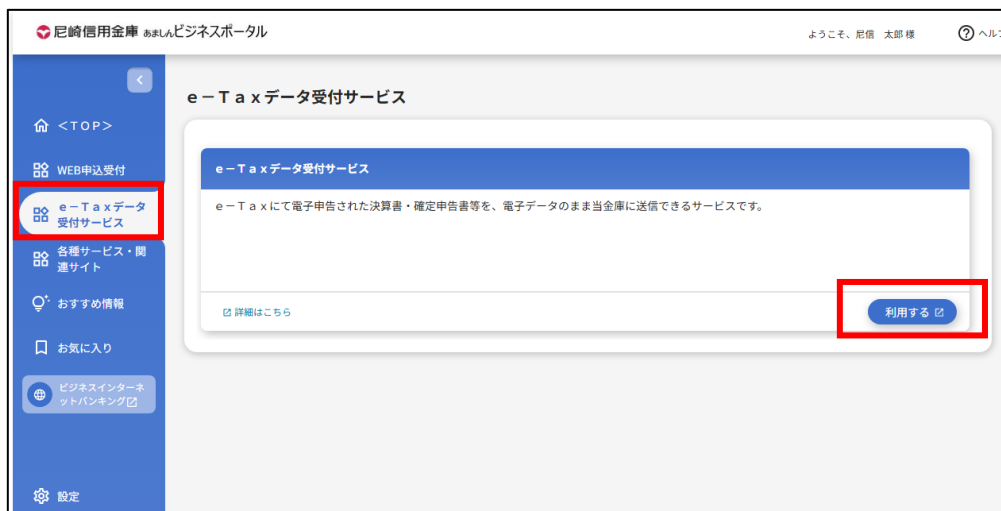 尼崎信用金庫 あましんビジネスポータル
ようこそ、尼信 太郎 様
ヘルプ
e－Ｔａｘデータ受付サービス
<TOP>
WEB申込受付
e－Ｔａｘデータ
受付サービス
各種サービス・関
連サイト
おすすめ情報
お気に入り
ビジネスインターネ
ットバンキング
設定
e－Ｔａｘデータ受付サービス
e－Ｔａｘにて電子申告された決算書・確定申告書等を、電子データのまま当金庫に送信できるサービスです。
詳細はこちら
利用する